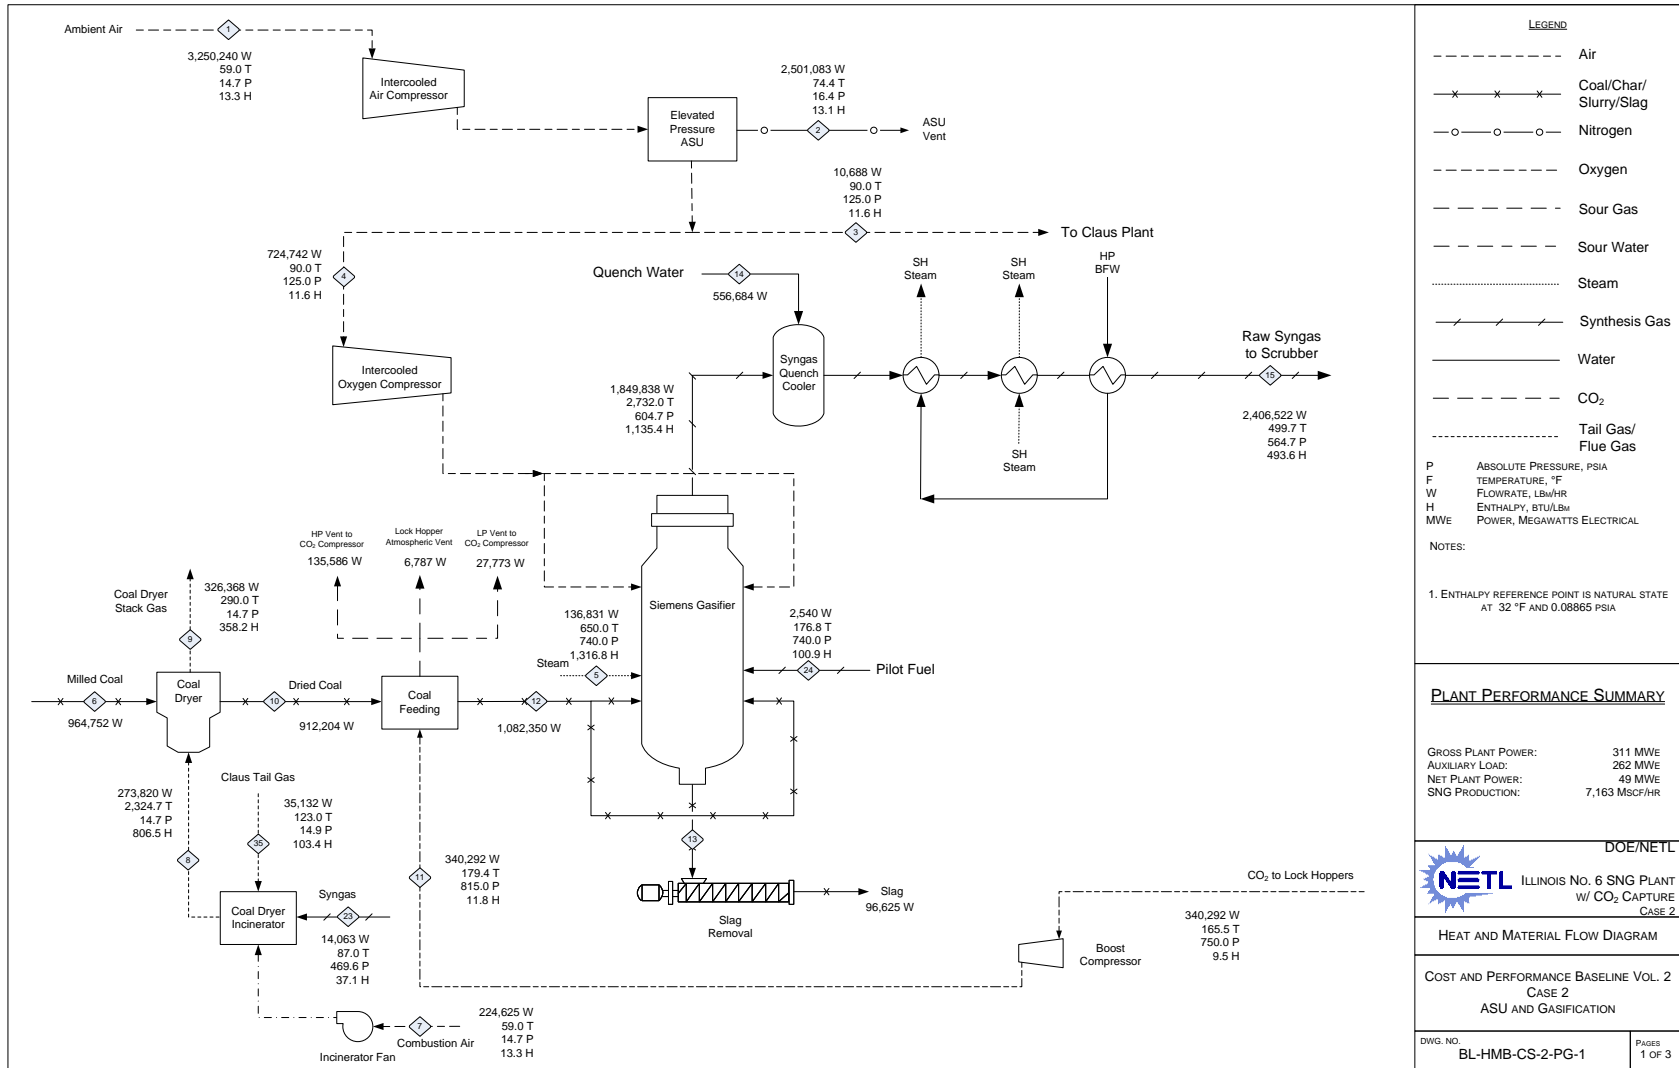 Ambient Air
1
3,250,240 W
59.0 T
14.7 P
13.3 H
Intercooled
Air Compressor
Elevated
Pressure
ASU
2,501,083 W
74.4 T
16.4 P
13.1 H
2
ASU
Vent
10,688 W
90.0 T
125.0 P
11.6 H
3
To Claus Plant
724,742 W
90.0 T
125.0 P
11.6 H
4
Intercooled
Oxygen Compressor
Quench Water
14
556,684 W
Syngas
Quench
Cooler
SH
Steam
SH
Steam
HP
BFW
SH
Steam
Raw Syngas
to Scrubber
15
2,406,522 W
499.7 T
564.7 P
493.6 H
1,849,838 W
2,732.0 T
604.7 P
1,135.4 H
HP Vent to
CO2 Compressor
135,586 W
Lock Hopper
Atmospheric Vent
6,787 W
LP Vent to
CO2 Compressor
27,773 W
Siemens Gasifier
Coal Dryer
Stack Gas
326,368 W
290.0 T
14.7 P
358.2 H
9
136,831 W
650.0 T
740.0 P
1,316.8 H
Steam
5
2,540 W
176.8 T
740.0 P
100.9 H
24
Pilot Fuel
Milled Coal
6
964,752 W
Coal
Dryer
10
Dried Coal
912,204 W
Coal
Feeding
12
1,082,350 W
273,820 W
2,324.7 T
14.7 P
806.5 H
8
Claus Tail Gas
35,132 W
123.0 T
14.9 P
103.4 H
35
Coal Dryer
Incinerator
Syngas
23
14,063 W
87.0 T
469.6 P
37.1 H
340,292 W
179.4 T
815.0 P
11.8 H
11
13
Slag
96,625 W
Slag
Removal
CO2 to Lock Hoppers
340,292 W
165.5 T
750.0 P
9.5 H
Boost
Compressor
Incinerator Fan
7
Combustion Air
224,625 W
59.0 T
14.7 P
13.3 H
LEGEND
Air
Coal/Char/
Slurry/Slag
Nitrogen
Oxygen
Sour Gas
Sour Water
Steam
Synthesis Gas
Water
CO2
Tail Gas/
Flue Gas
P ABSOLUTE PRESSURE, PSIA
F TEMPERATURE, °F
W FLOWRATE, LBM/HR
H ENTHALPY, BTU/LBM
MWE POWER, MEGAWATTS ELECTRICAL
NOTES:
1. ENTHALPY REFERENCE POINT IS NATURAL STATE
AT 32 °F AND 0.08865 PSIA
PLANT PERFORMANCE SUMMARY
GROSS PLANT POWER: 311 MWE
AUXILIARY LOAD: 262 MWE
NET PLANT POWER: 49 MWE
SNG PRODUCTION: 7,163 MSCF/HR
NETL
DOE/NETL
ILLINOIS NO. 6 SNG PLANT
W/ CO2 CAPTURE
CASE 2
HEAT AND MATERIAL FLOW DIAGRAM
COST AND PERFORMANCE BASELINE VOL. 2
CASE 2
ASU AND GASIFICATION
DWG. NO.
BL-HMB-CS-2-PG-1
PAGES
1 OF 3